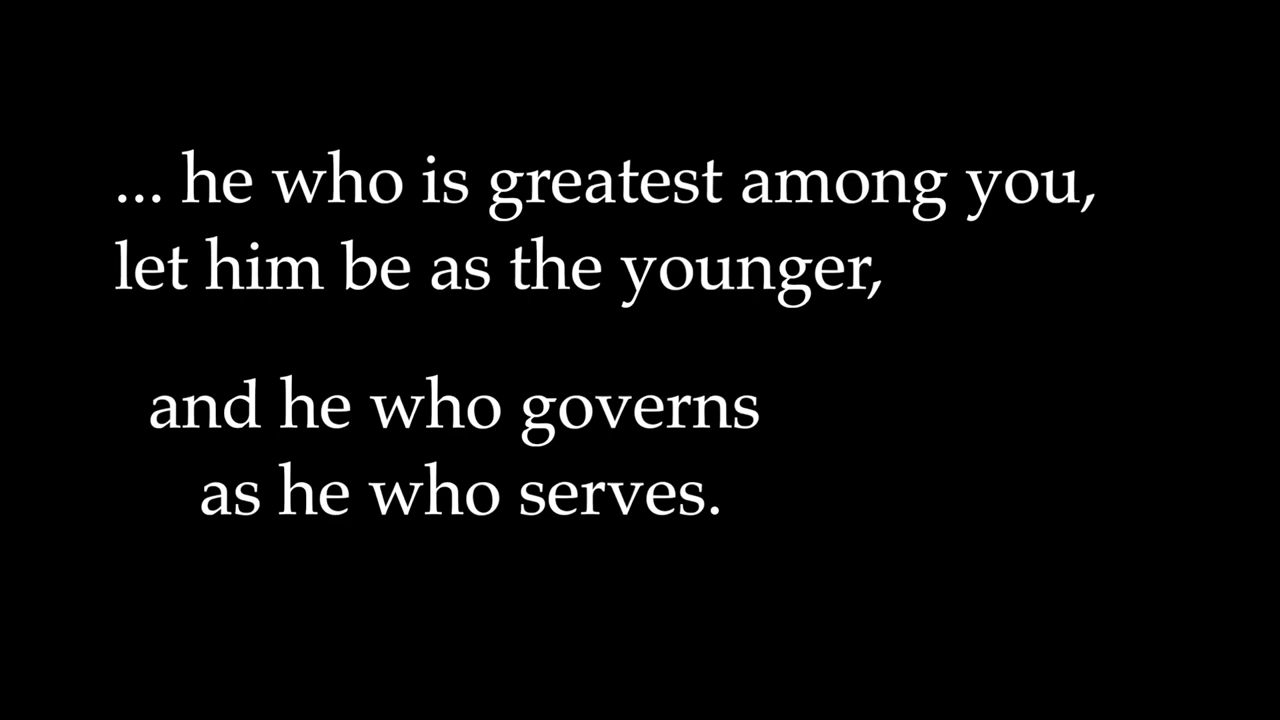 ... he who is greatest among you,
let him be as the younger,
and he who governs
as he who serves.